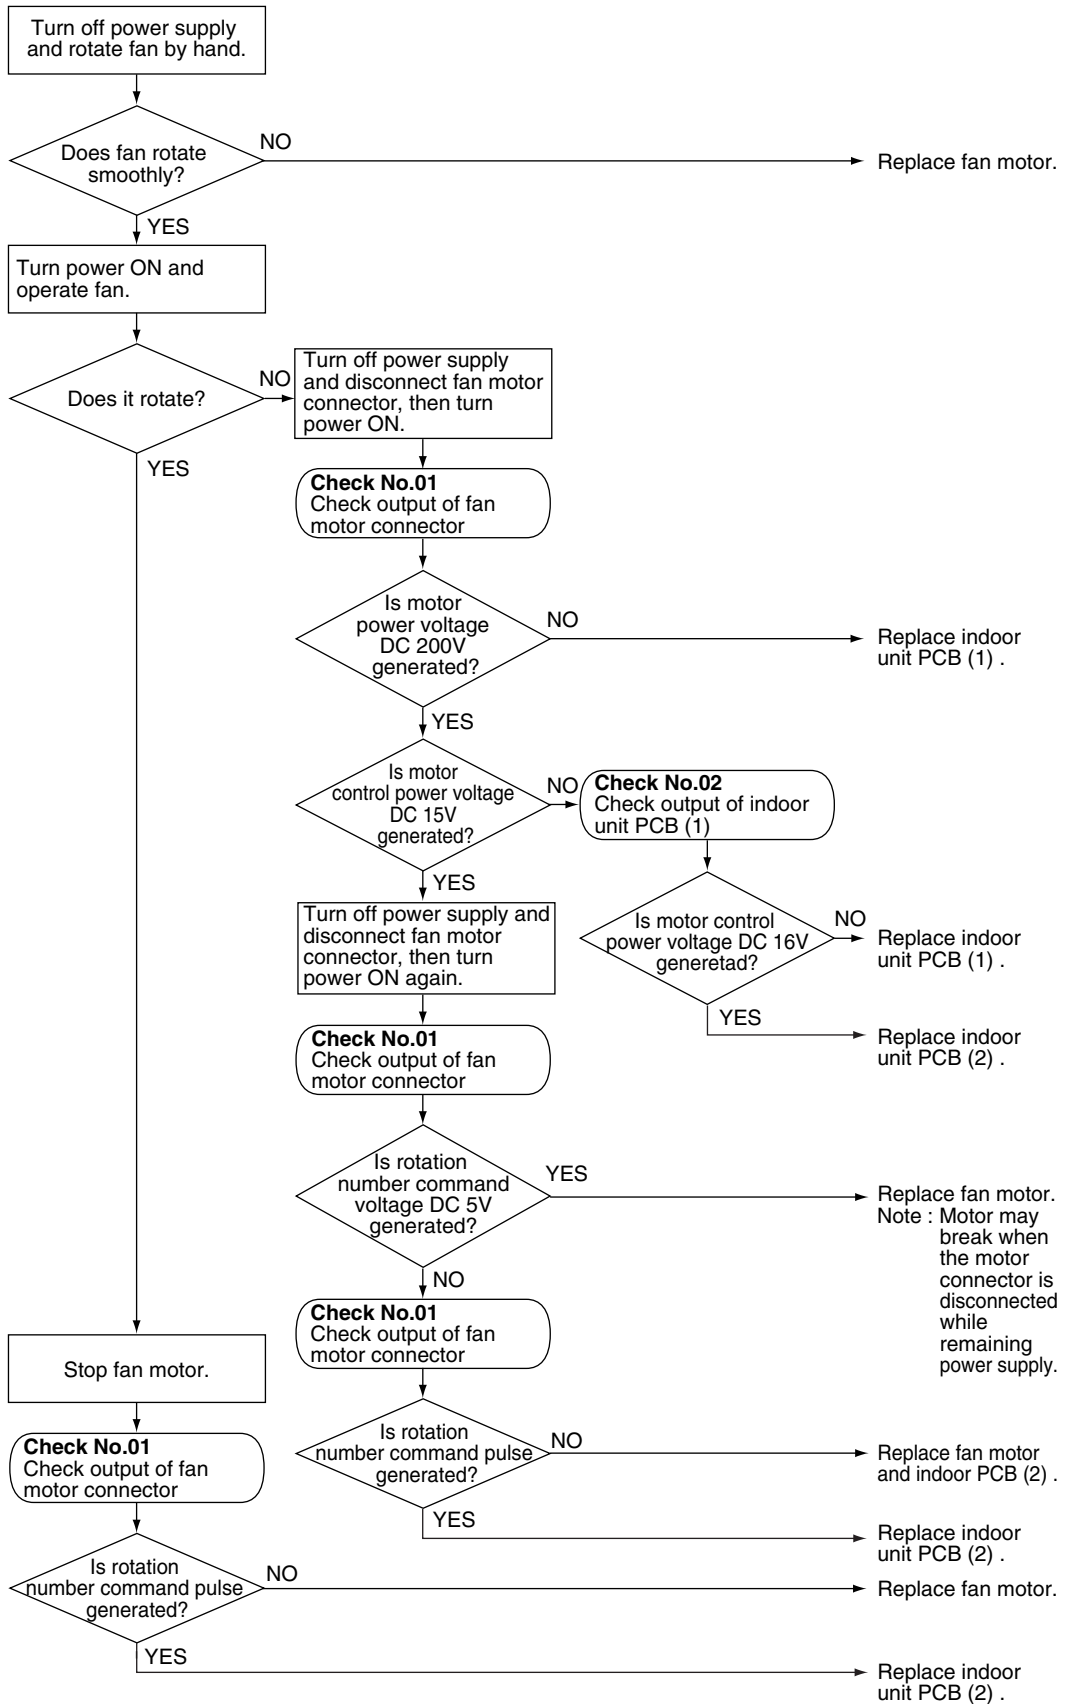 Turn off power supply
and rotate fan by hand.
Does fan rotate
smoothly?
NO
Replace fan motor.
YES
Turn power ON and
operate fan.
Does it rotate?
NO
Turn off power supply
and disconnect fan motor
connector, then turn
power ON.
YES
Check No.01
Check output of fan
motor connector
Is motor
power voltage
DC 200V
generated?
NO
Replace indoor
unit PCB (1) .
YES
Is motor
control power voltage
DC 15V
generated?
NO
Check No.02
Check output of indoor
unit PCB (1)
YES
Is motor control
power voltage DC 16V
generetad?
NO
Replace indoor
unit PCB (1) .
YES
Replace indoor
unit PCB (2) .
Turn off power supply and
disconnect fan motor
connector, then turn
power ON again.
Check No.01
Check output of fan
motor connector
Is rotation
number command
voltage DC 5V
generated?
YES
Replace fan motor.
Note : Motor may
break when
the motor
connector is
disconnected
while
remaining
power supply.
NO
Check No.01
Check output of fan
motor connector
Is rotation
number command pulse
generated?
NO
Replace fan motor
and indoor PCB (2) .
YES
Replace indoor
unit PCB (2) .
Stop fan motor.
Check No.01
Check output of fan
motor connector
Is rotation
number command pulse
generated?
NO
Replace fan motor.
YES
Replace indoor
unit PCB (2) .